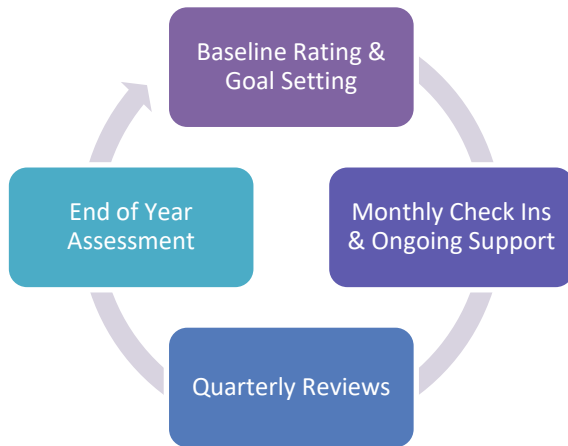 Baseline Rating &
Goal Setting
Monthly Check Ins
& Ongoing Support
Quarterly Reviews
End of Year
Assessment